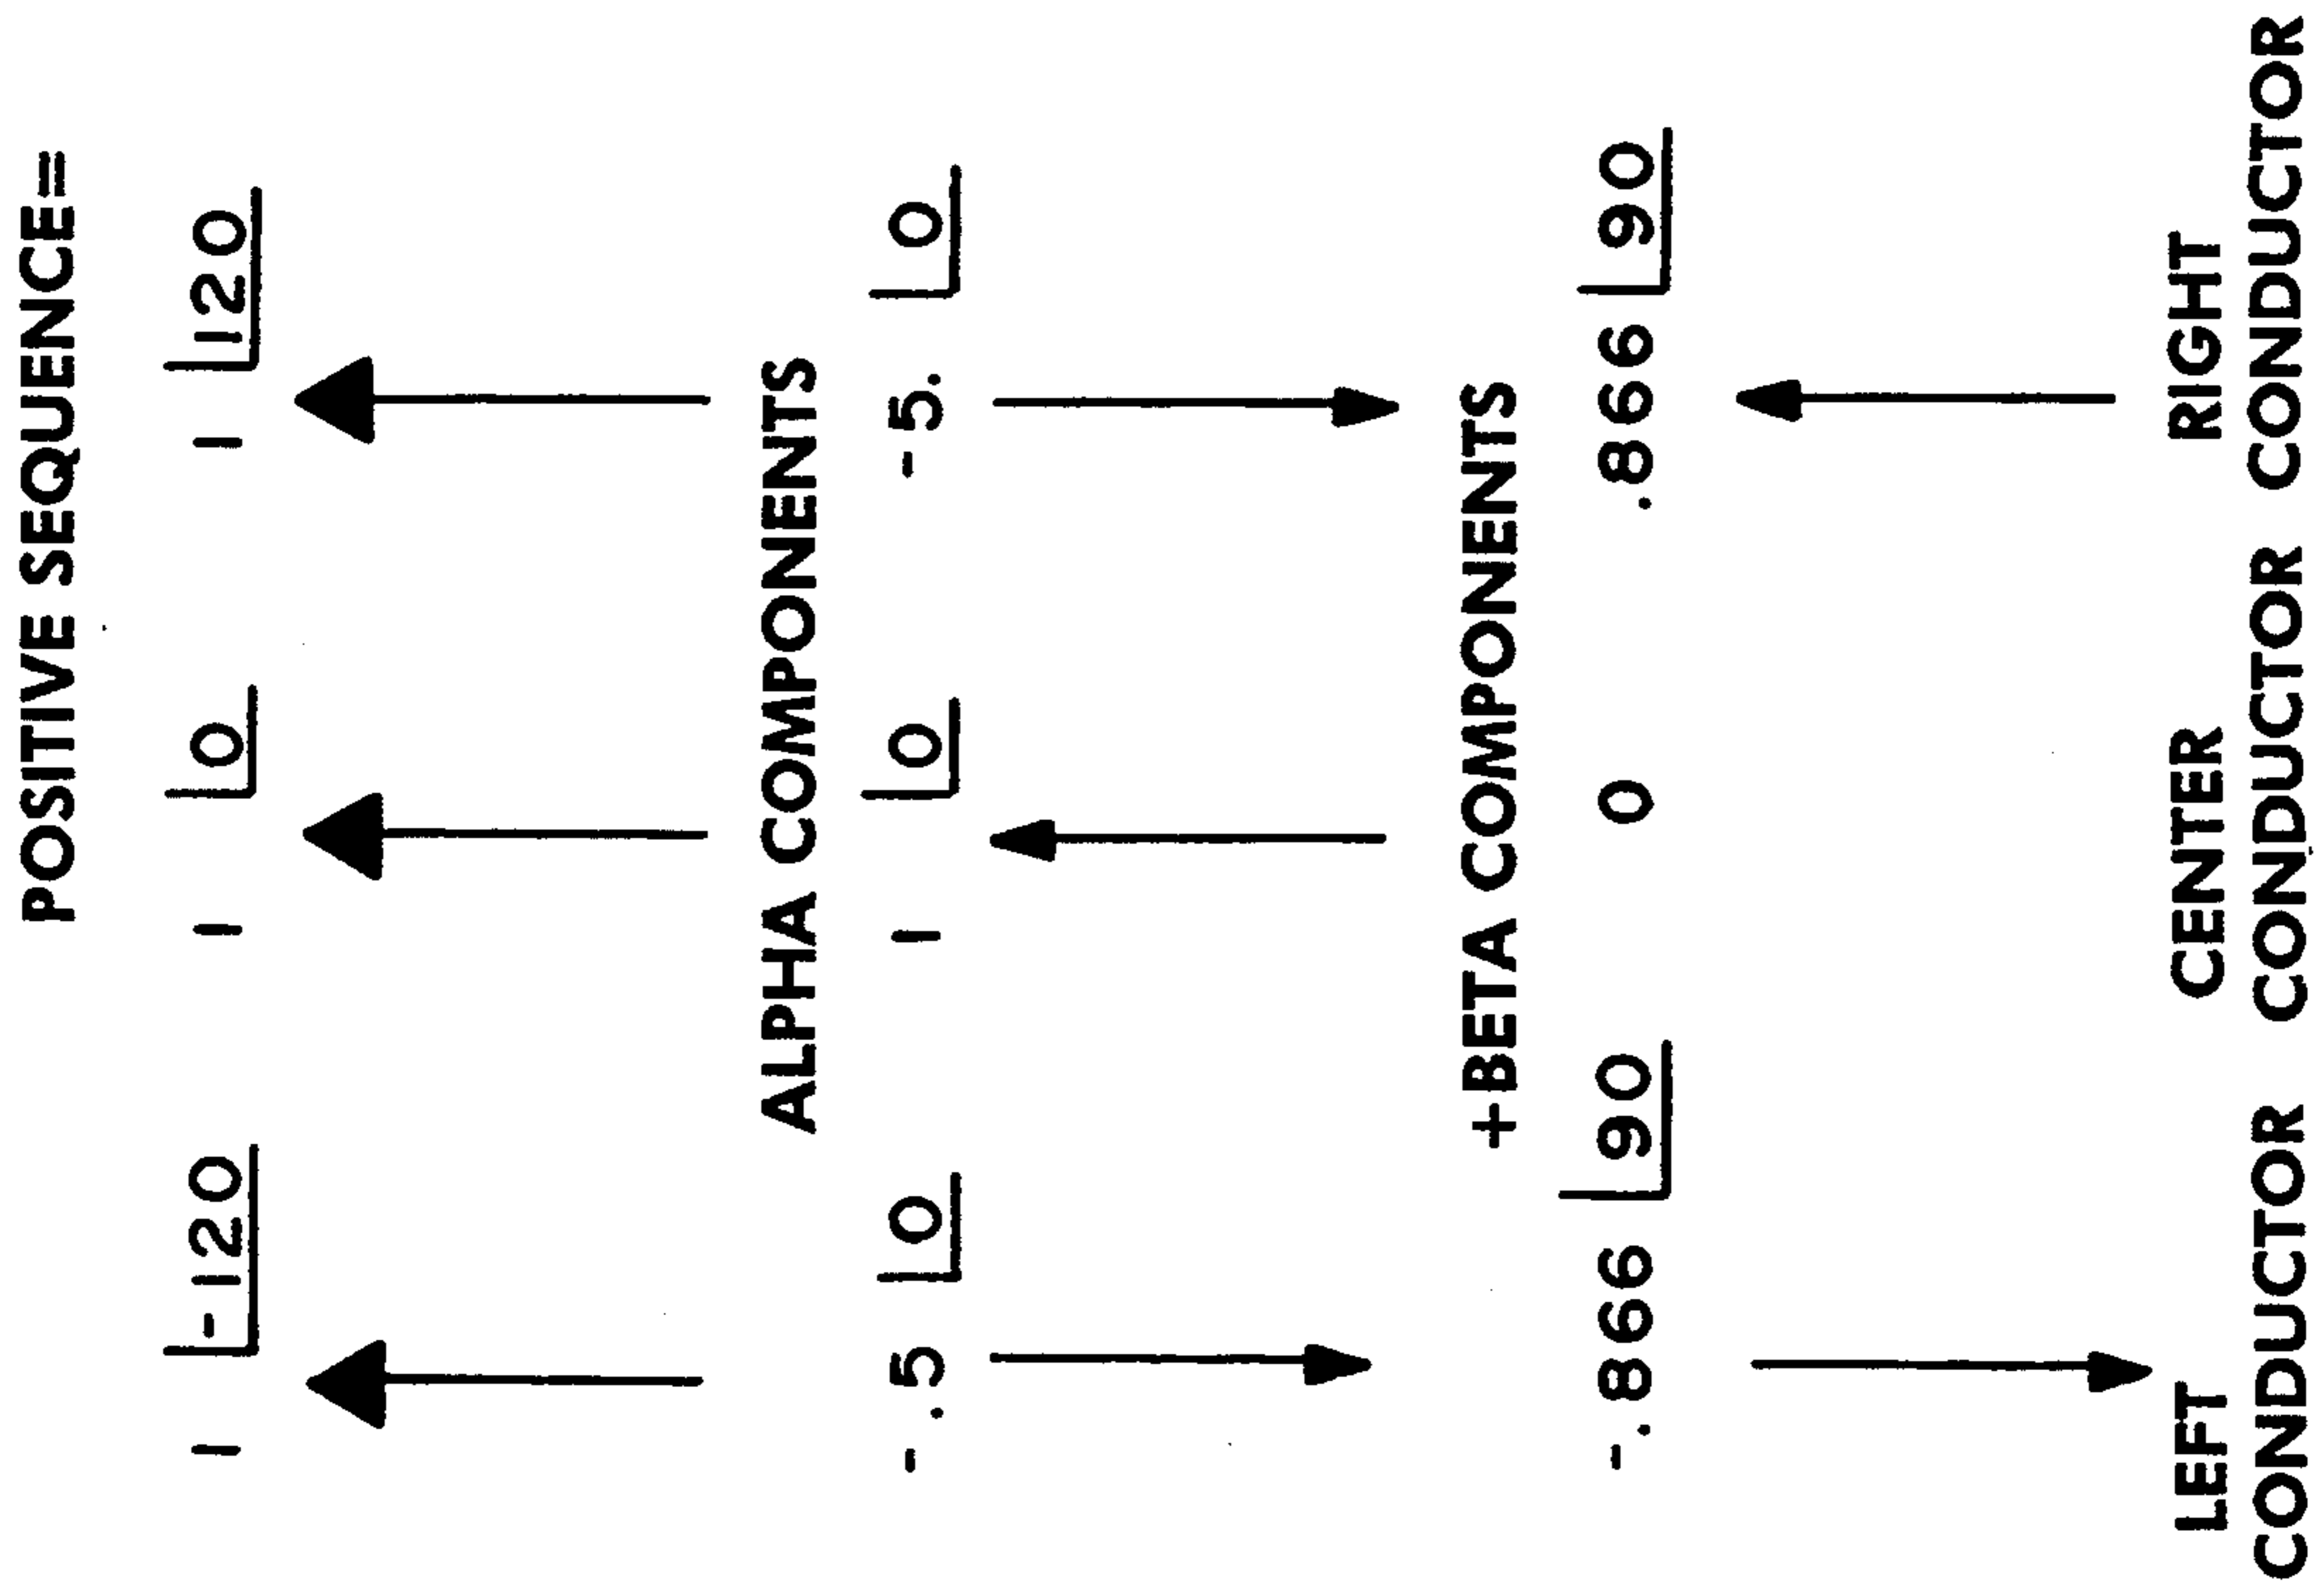 POSITIVE SEQUENCE=
1 |-120 1 |0 1 |120
ALPHA COMPONENTS
-.5 |0 1 |0 -5. |0
+BETA COMPONENTS
-.866 |90 0 .866 |90
LEFT CENTER RIGHT
CONDUCTOR CONDUCTOR CONDUCTOR